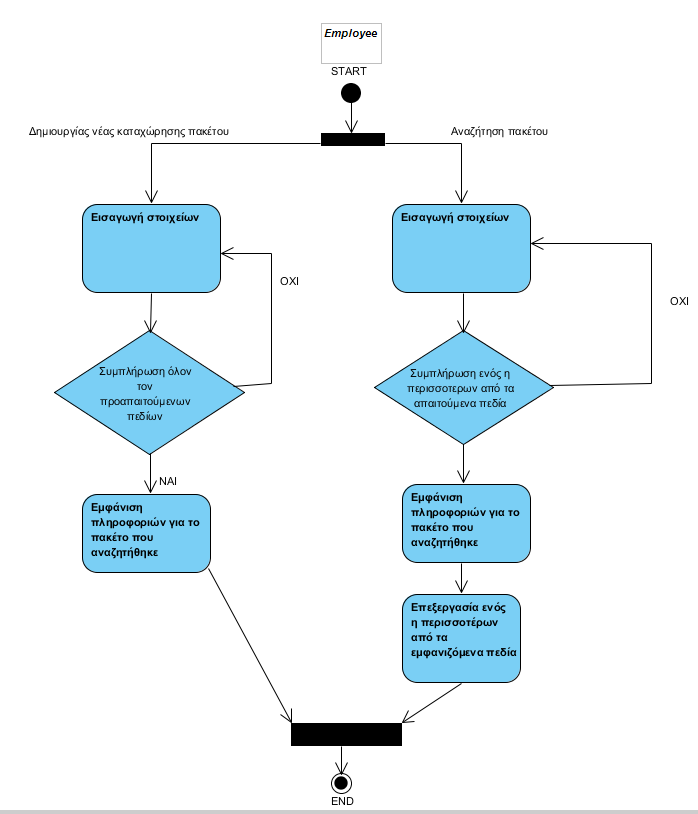 Employee
START
Δημιουργίας νέας καταχώρησης πακέτου
Αναζήτηση πακέτου
Εισαγωγή στοιχείων
Εισαγωγή στοιχείων
ΟΧΙ
ΟΧΙ
Συμπλήρωση όλον
τον
προαπαιτούμενων
πεδίων
Συμπλήρωση ενός η
περισσοτερων από τα
απαιτούμενα πεδία
ΝΑΙ
Εμφάνιση
πληροφοριών για το
πακέτο που
αναζητήθηκε
Εμφάνιση
πληροφοριών για το
πακέτο που
αναζητήθηκε
Επεξεργασία ενός
η περισσοτέρων
από τα
εμφανιζόμενα πεδία
END